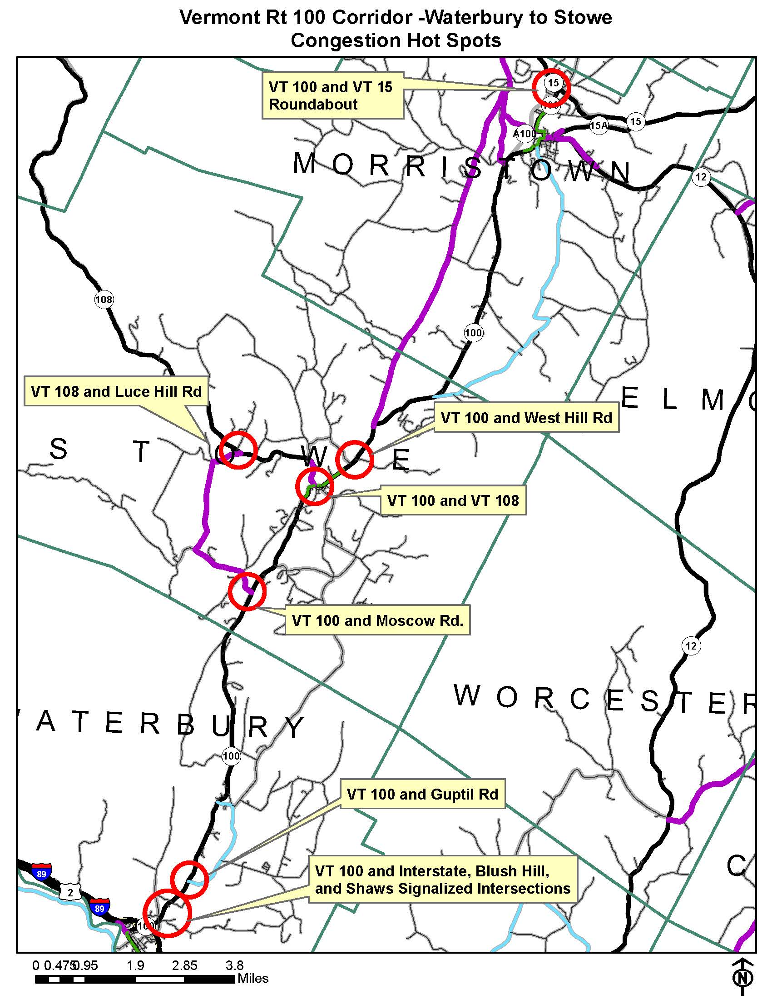 Vermont Rt 100 Corridor -Waterbury to Stowe
Congestion Hot Spots
VT 100 and VT 15
Roundabout
15
100
A100
15A
15
MORRISTOWN
12
108
100
VT 108 and Luce Hill Rd
ELMO
VT 100 and West Hill Rd
STOWE
VT 100 and VT 108
VT 100 and Moscow Rd.
12
WORCESTER
WATERBURY
100
VT 100 and Guptil Rd
VT 100 and Interstate, Blush Hill,
and Shaws Signalized Intersections
C
89
2
89
100
0 0.475 0.95 1.9 2.85 3.8
Miles
N